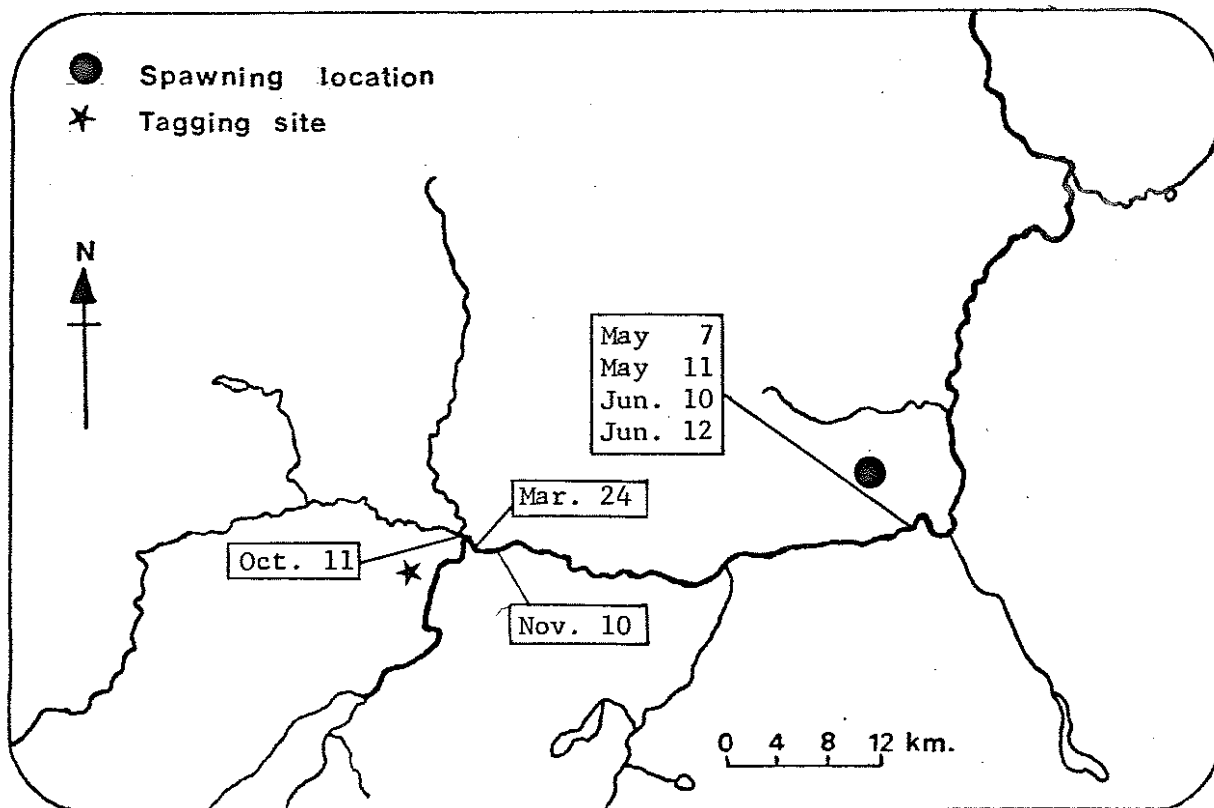 Spawning location
Tagging site
N
May 7
May 11
Jun. 10
Jun. 12
Mar. 24
Oct. 11
Nov. 10
0 4 8 12 km.